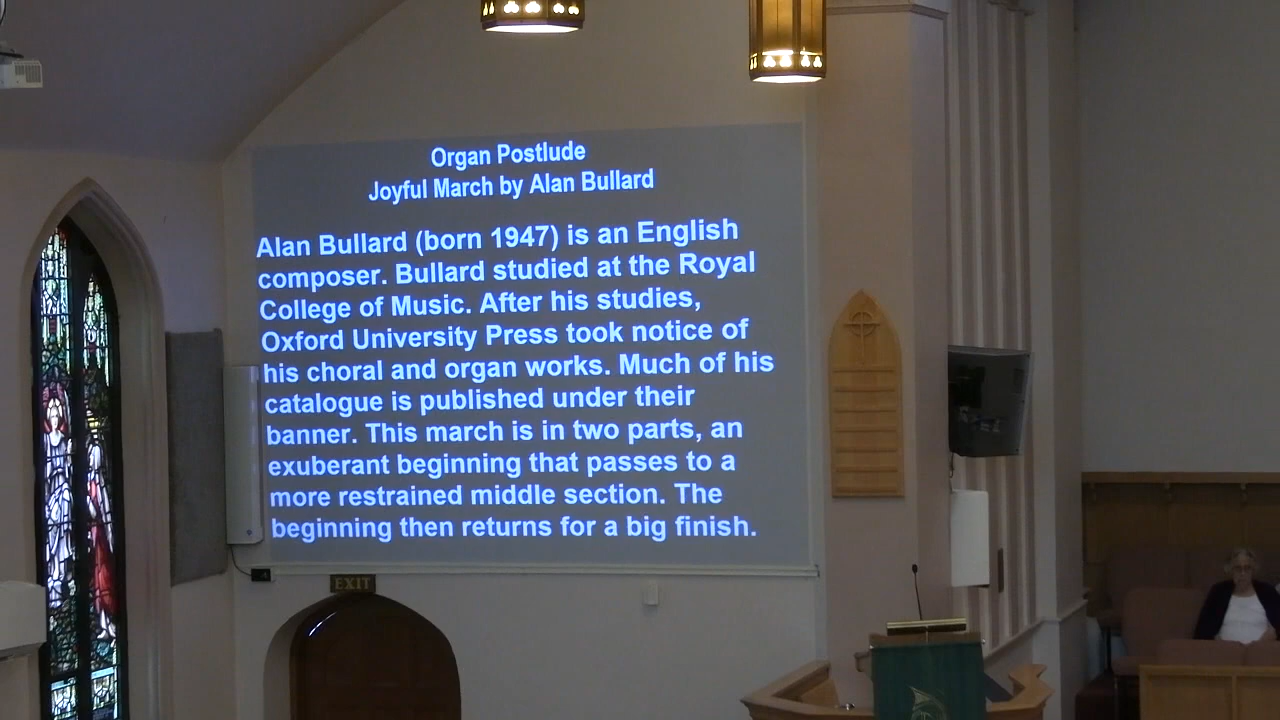 Organ Postlude
Joyful March by Alan Bullard
Alan Bullard (born 1947) is an English
composer. Bullard studied at the Royal
College of Music. After his studies,
Oxford University Press took notice of
his choral and organ works. Much of his
catalogue is published under their
banner. This march is in two parts, an
exuberant beginning that passes to a
more restrained middle section. The
beginning then returns for a big finish.
EXIT